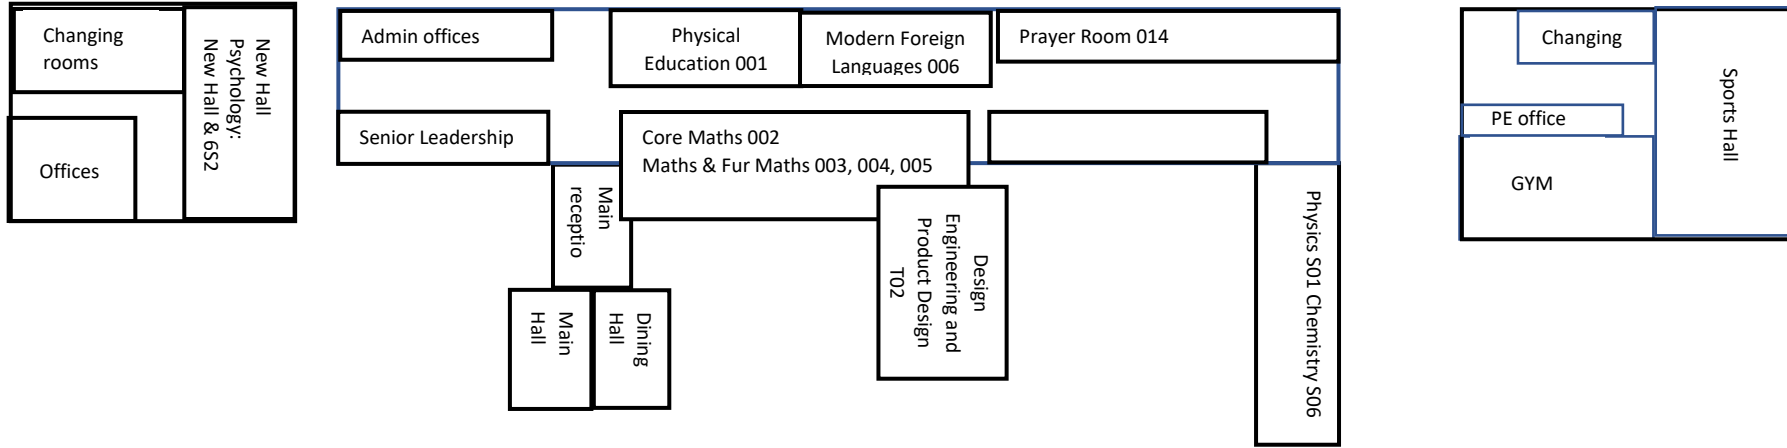 Changing
rooms
New Hall
Psychology:
New Hall & 6S2
Offices
Admin offices
Physical
Education 001
Modern Foreign
Languages 006
Prayer Room 014
Senior Leadership
Core Maths 002
Maths & Fur Maths 003, 004, 005
Main
receptio
Main
Hall
Dining
Hall
Design
Engineering and
Product Design
T02
Physics S01 Chemistry S06
Changing
PE office
GYM
Sports Hall